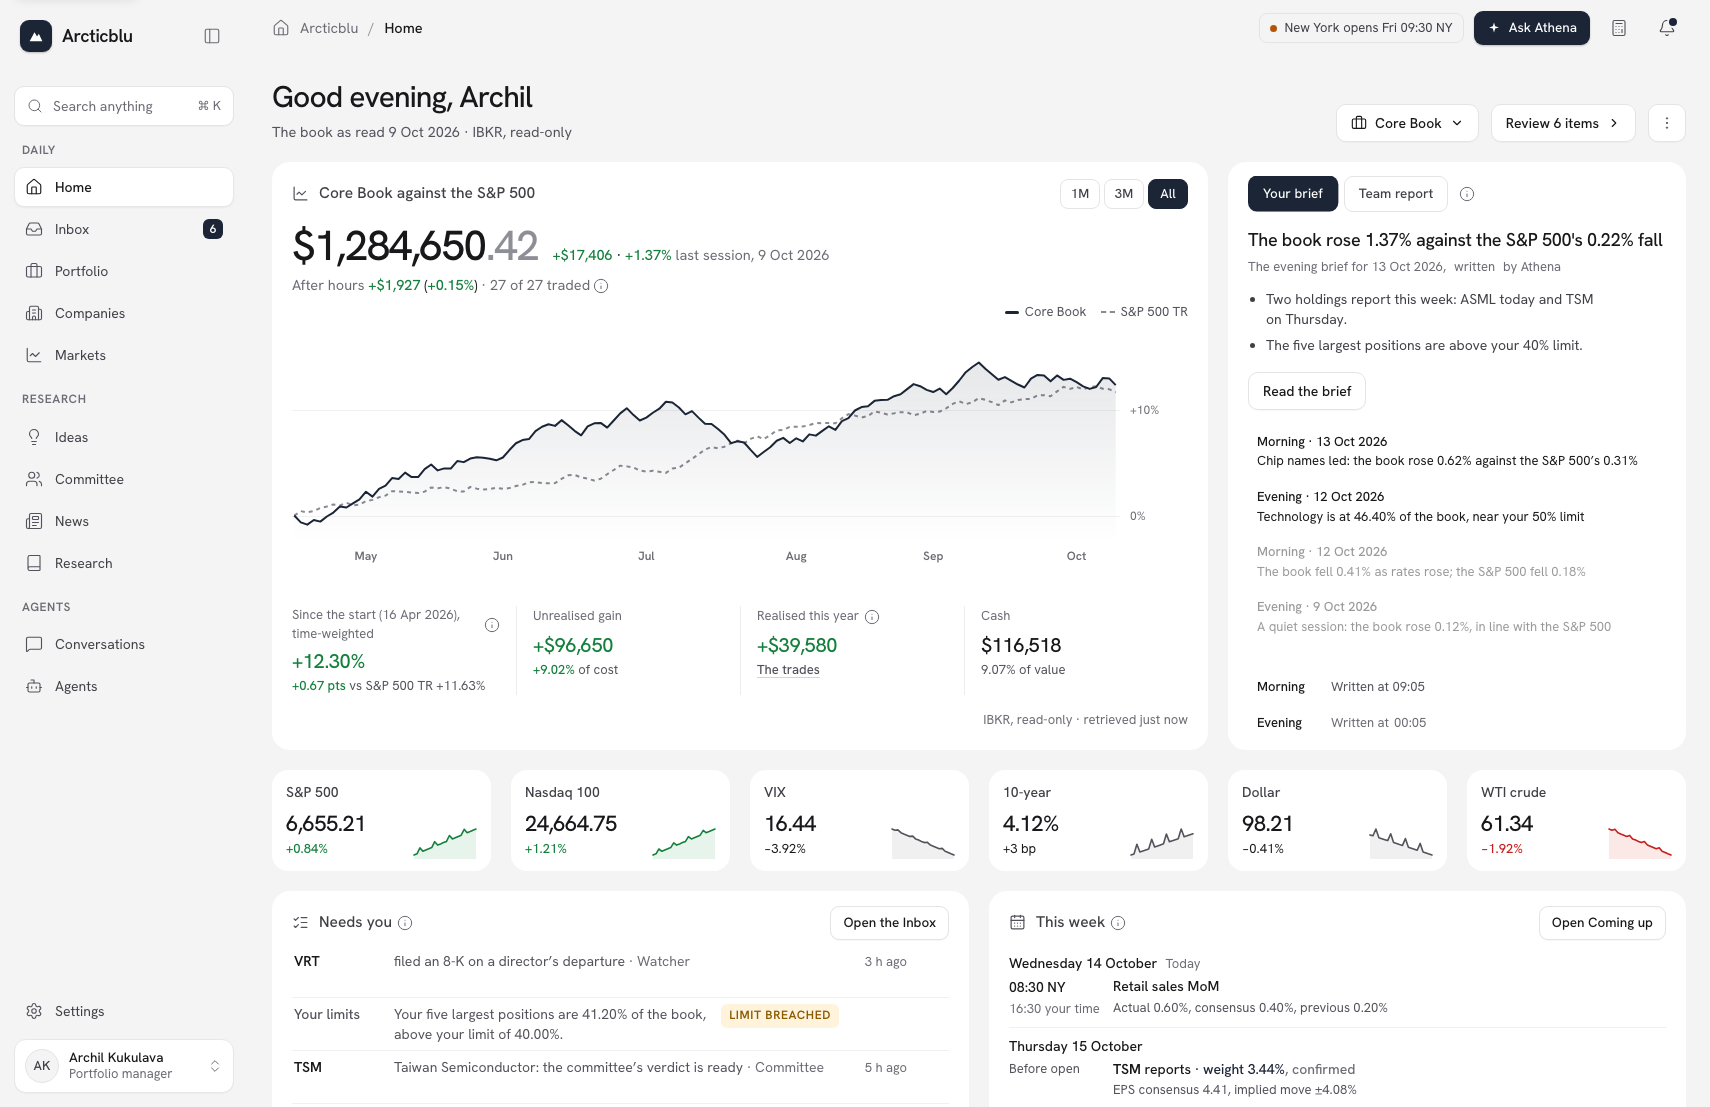 Arcticblu
Search anything ⌘ K
DAILY
Home
Inbox 6
Portfolio
Companies
Markets
RESEARCH
Ideas
Committee
News
Research
AGENTS
Conversations
Agents
Settings
AK
Archil Kukulava
Portfolio manager
Arcticblu / Home
New York opens Fri 09:30 NY
Ask Athena
Good evening, Archil
The book as read 9 Oct 2026 · IBKR, read-only
Core Book
Review 6 items
Core Book against the S&P 500
1M 3M All
$1,284,650.42 +$17,406 · +1.37% last session, 9 Oct 2026
After hours +$1,927 (+0.15%) · 27 of 27 traded
Core Book S&P 500 TR
+10%
0%
May Jun Jul Aug Sep Oct
Since the start (16 Apr 2026),
time-weighted
+12.30%
+0.67 pts vs S&P 500 TR +11.63%
Unrealised gain
+$96,650
+9.02% of cost
Realised this year
+$39,580
The trades
Cash
$116,518
9.07% of value
IBKR, read-only · retrieved just now
Your brief Team report
The book rose 1.37% against the S&P 500's 0.22% fall
The evening brief for 13 Oct 2026, written by Athena
• Two holdings report this week: ASML today and TSM
on Thursday.
• The five largest positions are above your 40% limit.
Read the brief
Morning · 13 Oct 2026
Chip names led: the book rose 0.62% against the S&P 500’s 0.31%
Evening · 12 Oct 2026
Technology is at 46.40% of the book, near your 50% limit
Morning · 12 Oct 2026
The book fell 0.41% as rates rose; the S&P 500 fell 0.18%
Evening · 9 Oct 2026
A quiet session: the book rose 0.12%, in line with the S&P 500
Morning Written at 09:05
Evening Written at 00:05
S&P 500
6,655.21
+0.84%
Nasdaq 100
24,664.75
+1.21%
VIX
16.44
−3.92%
10-year
4.12%
+3 bp
Dollar
98.21
−0.41%
WTI crude
61.34
−1.92%
Needs you
Open the Inbox
VRT filed an 8-K on a director’s departure · Watcher 3 h ago
Your limits Your five largest positions are 41.20% of the book, LIMIT BREACHED
above your limit of 40.00%.
TSM Taiwan Semiconductor: the committee’s verdict is ready · Committee 5 h ago
This week
Open Coming up
Wednesday 14 October Today
08:30 NY Retail sales MoM
16:30 your time Actual 0.60%, consensus 0.40%, previous 0.20%
Thursday 15 October
Before open TSM reports · weight 3.44%, confirmed
EPS consensus 4.41, implied move ±4.08%